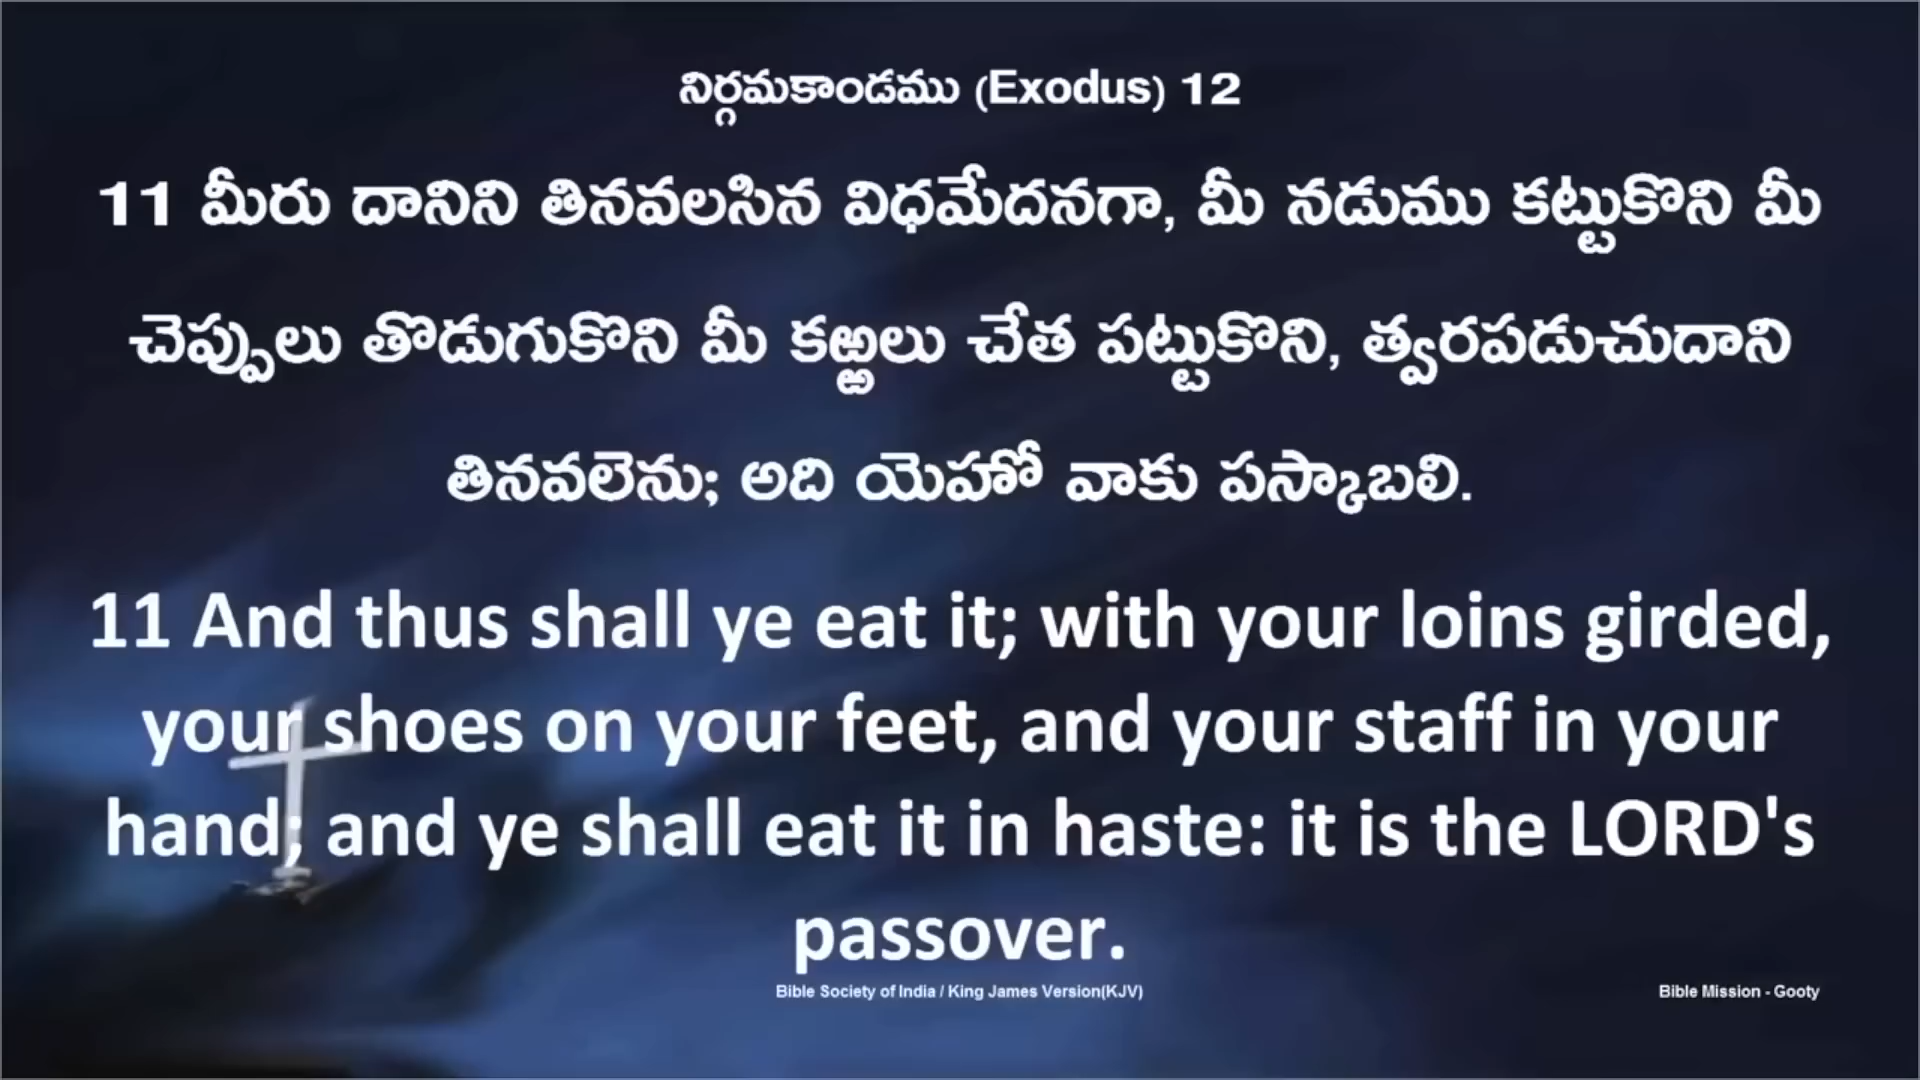 నిర్గమకాండము (Exodus) 12
11 మీరు దానిని తినవలసిన విధమేదనగా, మీ నడుము కట్టుకొని మీ
చెప్పులు తొడుగుకొని మీ కఱ్ఱలు చేత పట్టుకొని, త్వరపడుచుదాని
తినవలెను; అది యెహో వాకు పస్కాబలి.
11 And thus shall ye eat it; with your loins girded,
your shoes on your feet, and your staff in your
hand; and ye shall eat it in haste: it is the LORD's
passover.
Bible Society of India / King James Version(KJV)
Bible Mission - Gooty